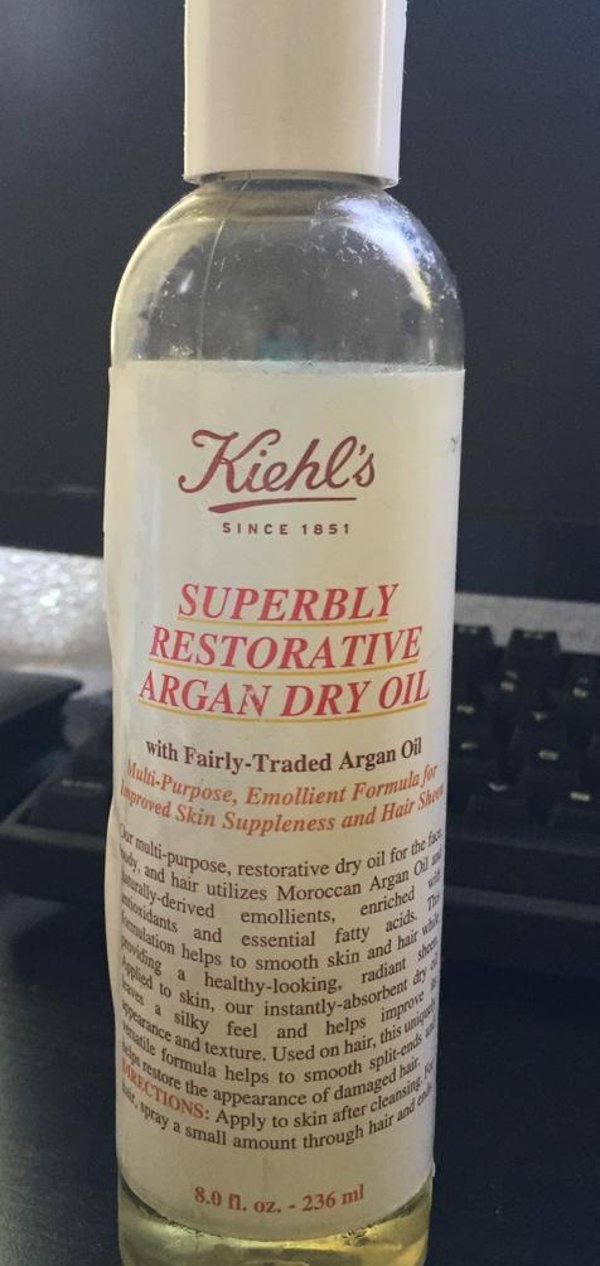 Kiehl's
SINCE 1851
SUPERBLY
RESTORATIVE
ARGAN DRY OIL
with Fairly-Traded Argan Oil
Multi-Purpose, Emollient Formula for
Improved Skin Suppleness and Hair Sheen
Our multi-purpose, restorative dry oil for the face,
body, and hair utilizes Moroccan Argan Oil and
naturally-derived emollients, enriched with
antioxidants and essential fatty acids. This
formulation helps to smooth skin and hair while
providing a healthy-looking, radiant sheen.
Applied to skin, our instantly-absorbent dry oil
leaves a silky feel and helps improve its
appearance and texture. Used on hair, this uniquely
versatile formula helps to smooth split-ends and
helps restore the appearance of damaged hair.
DIRECTIONS: Apply to skin after cleansing. For
hair, spray a small amount through hair and ends.
8.0 fl. oz. - 236 ml